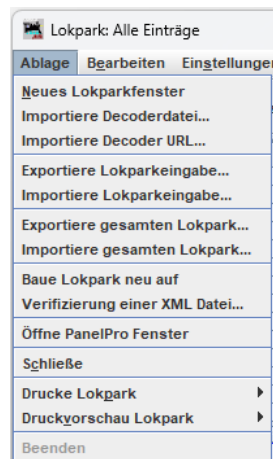 Lokpark: Alle Einträge
Ablage Bearbeiten Einstellungen
Neues Lokparkfenster
Importiere Decoderdatei...
Importiere Decoder URL...
Exportiere Lokparkeingabe...
Importiere Lokparkeingabe...
Exportiere gesamten Lokpark...
Importiere gesamten Lokpark...
Baue Lokpark neu auf
Verifizierung einer XML Datei...
Öffne PanelPro Fenster
Schließe
Drucke Lokpark
Druckvorschau Lokpark
Beenden